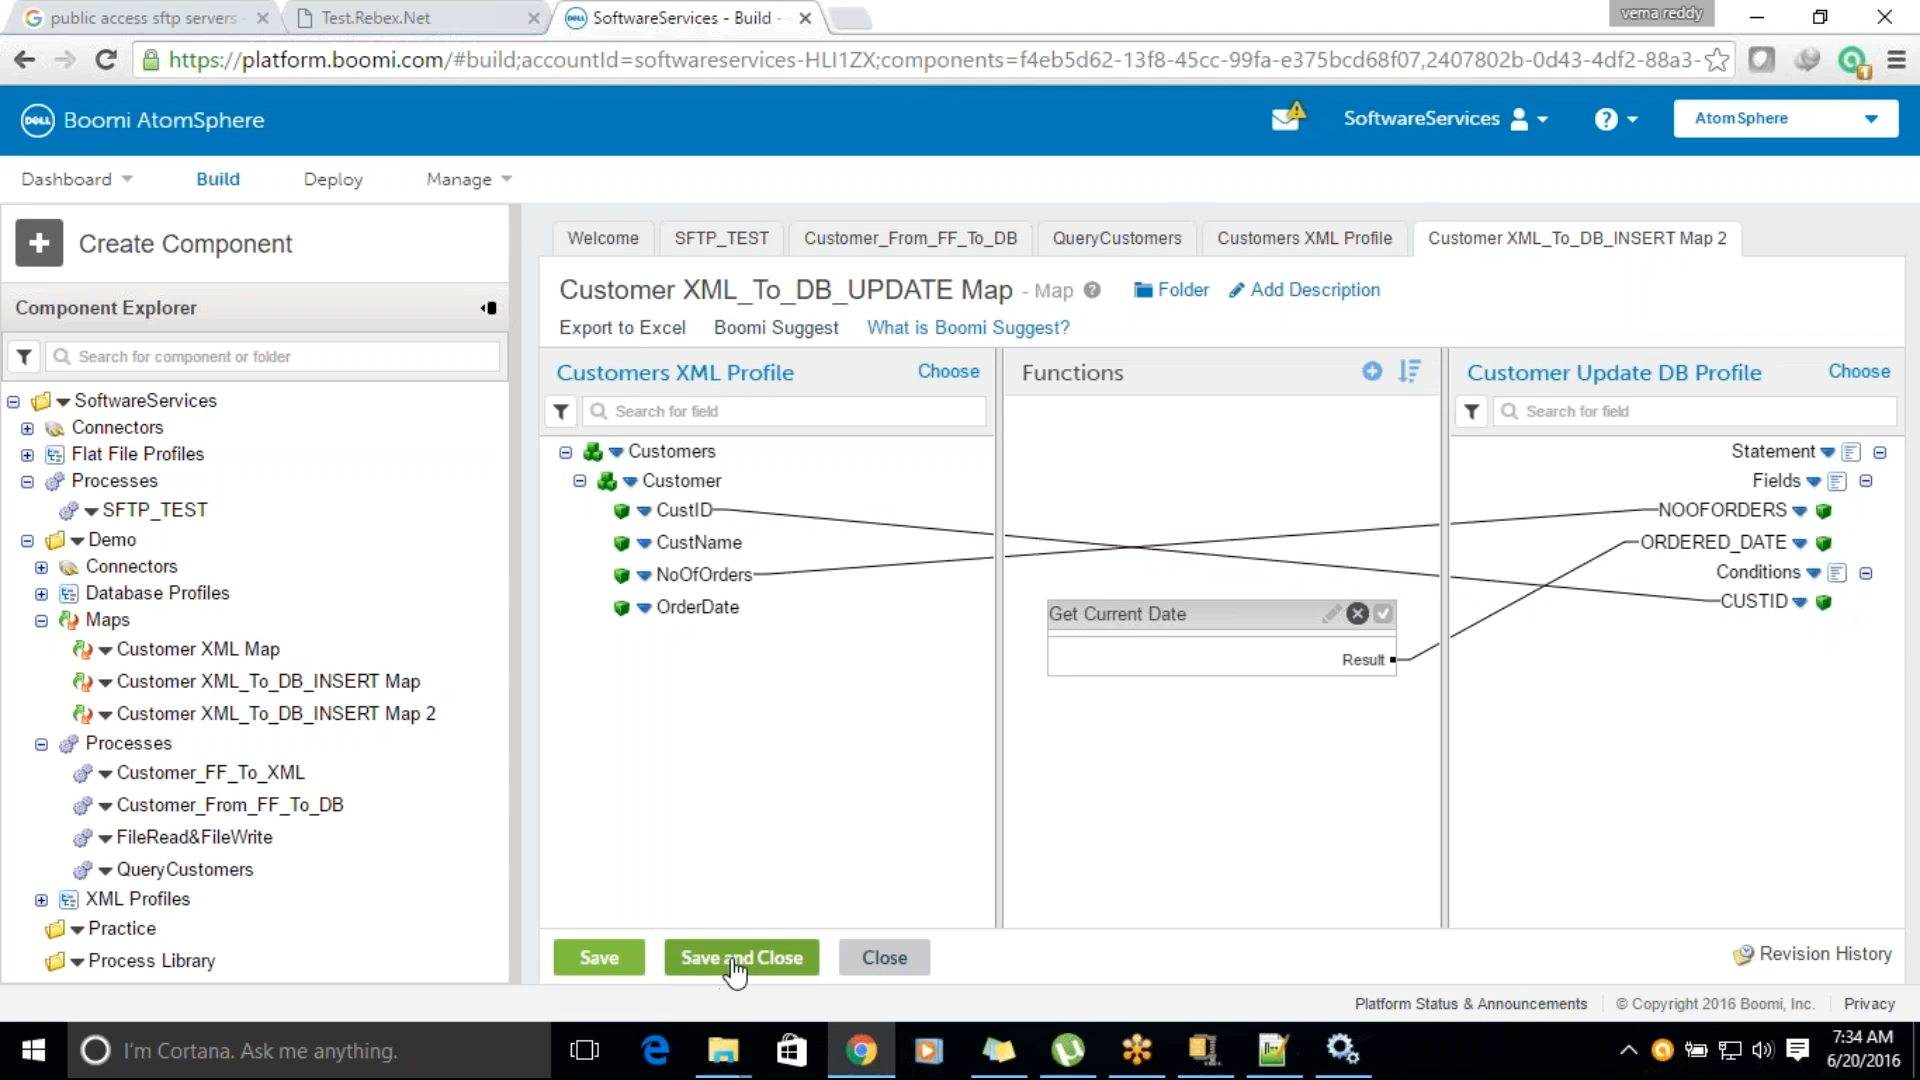 public access sftp servers
Test.Rebex.Net
SoftwareServices - Build -
vema reddy
https://platform.boomi.com/#build;accountId=softwareservices-HLI1ZX;components=f4eb5d62-13f8-45cc-99fa-e375bcd68f07,2407802b-0d43-4df2-88a3-
DELL
Boomi AtomSphere
SoftwareServices
?
AtomSphere
Dashboard
Build
Deploy
Manage
Create Component
Welcome
SFTP_TEST
Customer_From_FF_To_DB
QueryCustomers
Customers XML Profile
Customer XML_To_DB_INSERT Map 2
Customer XML_To_DB_UPDATE Map - Map
Folder
Add Description
Export to Excel
Boomi Suggest
What is Boomi Suggest?
Component Explorer
Search for component or folder
SoftwareServices
Connectors
Flat File Profiles
Processes
SFTP_TEST
Demo
Connectors
Database Profiles
Maps
Customer XML Map
Customer XML_To_DB_INSERT Map
Customer XML_To_DB_INSERT Map 2
Processes
Customer_FF_To_XML
Customer_From_FF_To_DB
FileRead&FileWrite
QueryCustomers
XML Profiles
Practice
Process Library
Customers XML Profile
Choose
Search for field
Customers
Customer
CustID
CustName
NoOfOrders
OrderDate
Functions
Get Current Date
Result
Customer Update DB Profile
Choose
Search for field
Statement
Fields
NOOFORDERS
ORDERED_DATE
Conditions
CUSTID
Save
Save and Close
Close
Revision History
Platform Status & Announcements
© Copyright 2016 Boomi, Inc.
Privacy
I'm Cortana. Ask me anything.
7:34 AM
6/20/2016